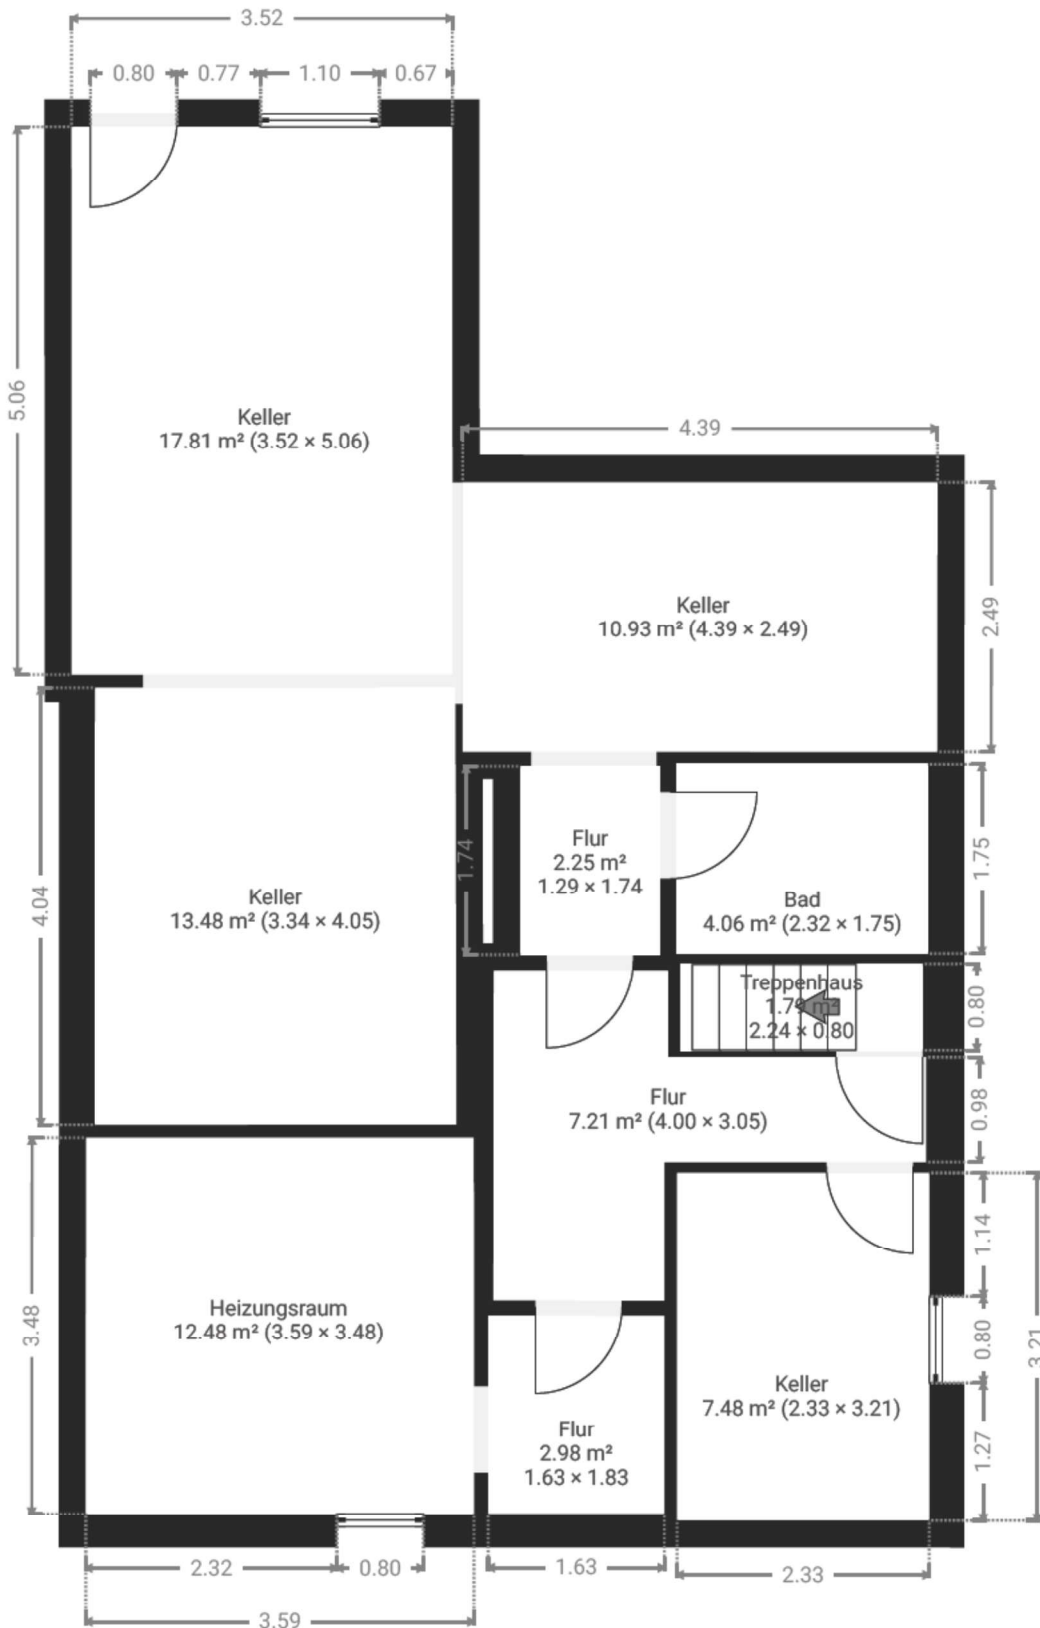 3.52
0.80
0.77
1.10
0.67
5.06
Keller
17.81 m² (3.52 × 5.06)
4.39
Keller
10.93 m² (4.39 × 2.49)
2.49
1.74
Flur
2.25 m²
1.29 × 1.74
1.75
Bad
4.06 m² (2.32 × 1.75)
4.04
Keller
13.48 m² (3.34 × 4.05)
Treppenhaus
1.79 m²
2.24 × 0.80
0.80
Flur
7.21 m² (4.00 × 3.05)
0.98
1.14
3.48
Heizungsraum
12.48 m² (3.59 × 3.48)
0.80
3.21
Keller
7.48 m² (2.33 × 3.21)
Flur
2.98 m²
1.63 × 1.83
1.27
2.32
0.80
1.63
2.33
3.59